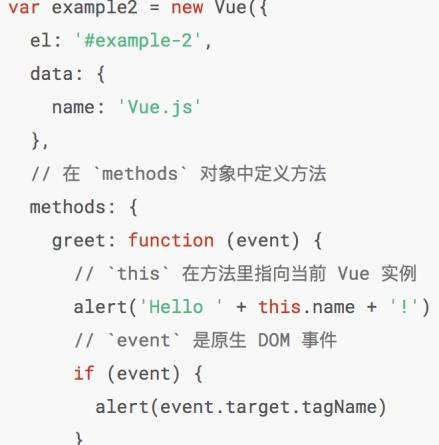 var example2 = new Vue({
  el: '#example-2',
  data: {
    name: 'Vue.js'
  },
  // 在 `methods` 对象中定义方法
  methods: {
    greet: function (event) {
      // `this` 在方法里指向当前 Vue 实例
      alert('Hello ' + this.name + '!')
      // `event` 是原生 DOM 事件
      if (event) {
        alert(event.target.tagName)
      }